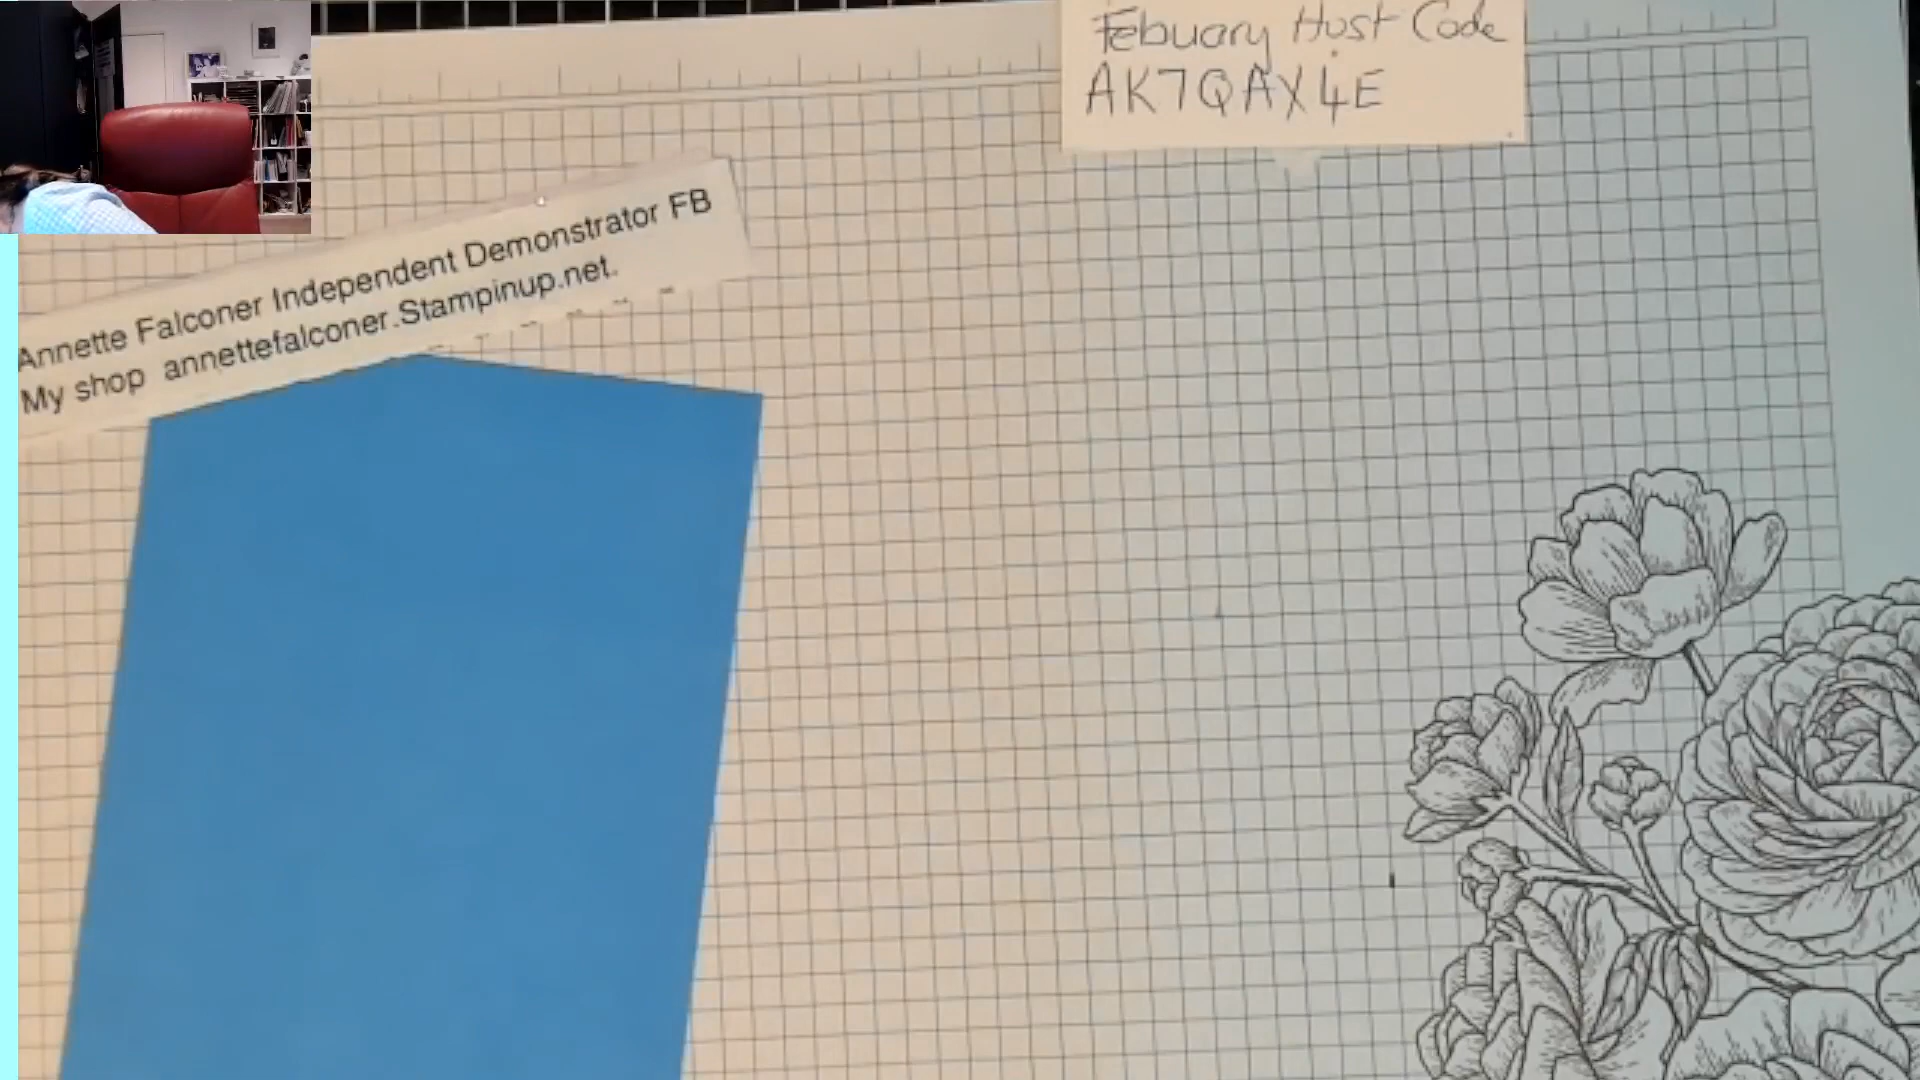 Febuary Host Code
AK7QAX4E
Annette Falconer Independent Demonstrator FB
My shop annettefalconer.Stampinup.net.